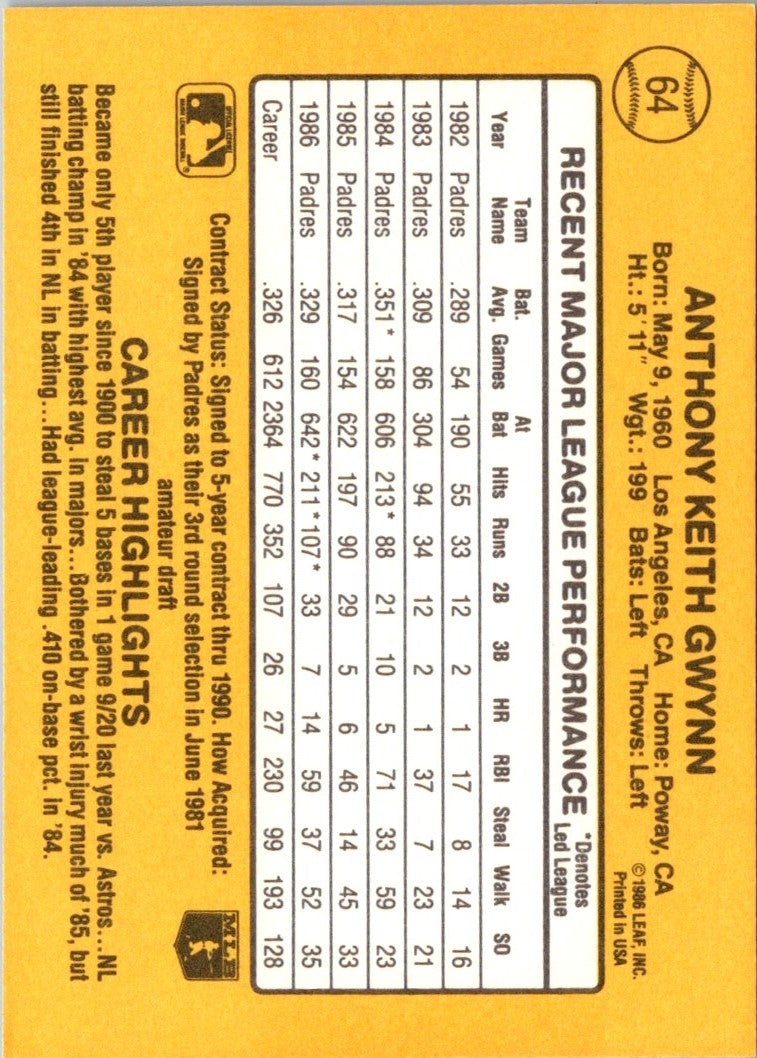 64
ANTHONY KEITH GWYNN
Born: May 9, 1960 Los Angeles, CA Home: Poway, CA
Ht.: 5' 11" Wgt.: 199 Bats: Left Throws: Left
©1986 LEAF, INC.
Printed in USA
RECENT MAJOR LEAGUE PERFORMANCE
*Denotes
Led League
Year Team Name Bat. Avg. Games At Bat Hits Runs 2B 3B HR RBI Steal Walk SO
1982 Padres .289 54 190 55 33 12 2 1 17 8 14 16
1983 Padres .309 86 304 94 34 12 2 1 37 7 23 21
1984 Padres .351* 158 606 213* 88 21 10 5 71 33 59 23
1985 Padres .317 154 622 197 90 29 5 6 46 14 45 33
1986 Padres .329 160 642* 211* 107* 33 7 14 59 37 52 35
Career .326 612 2364 770 352 107 26 27 230 99 193 128
Contract Status: Signed to 5-year contract thru 1990. How Acquired:
Signed by Padres as their 3rd round selection in June 1981
amateur draft
MLB
CAREER HIGHLIGHTS
Became only 5th player since 1900 to steal 5 bases in 1 game 9/20 last year vs. Astros...NL
batting champ in '84 with highest avg. in majors...Bothered by a wrist injury much of '85, but
still finished 4th in NL in batting...Had league-leading .410 on-base pct. in '84.